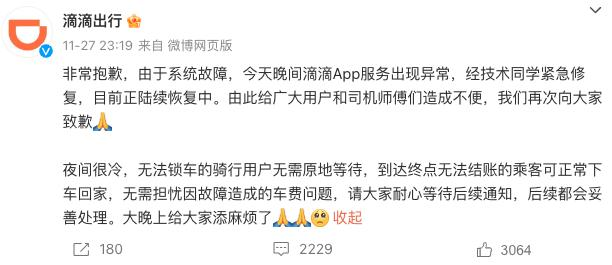 滴滴出行
11-27 23:19 来自 微博网页版
非常抱歉，由于系统故障，今天晚间滴滴App服务出现异常，经技术同学紧急修
复，目前正陆续恢复中。由此给广大用户和司机师傅们造成不便，我们再次向大家
致歉🙏
夜间很冷，无法锁车的骑行用户无需原地等待，到达终点无法结账的乘客可正常下
车回家，无需担忧因故障造成的车费问题，请大家耐心等待后续通知，后续都会妥
善处理。大晚上给大家添麻烦了🙏🙏🥺 收起
180 2229 3064